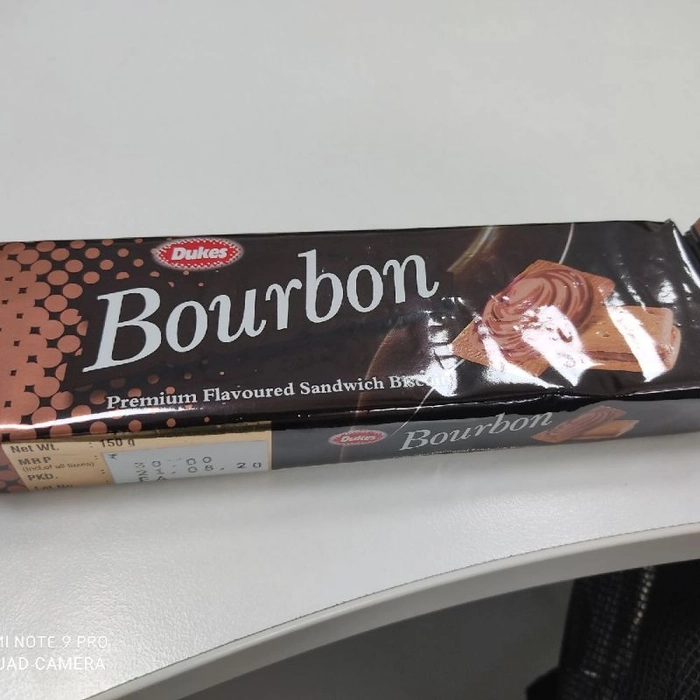 Dukes
Bourbon
Premium Flavoured Sandwich
Dukes
Bourbon
Net Wt. : 150 g
MRP : ₹
(incl.of all taxes)
PKD.
21.08.20
MI NOTE 9 PRO
QUAD CAMERA